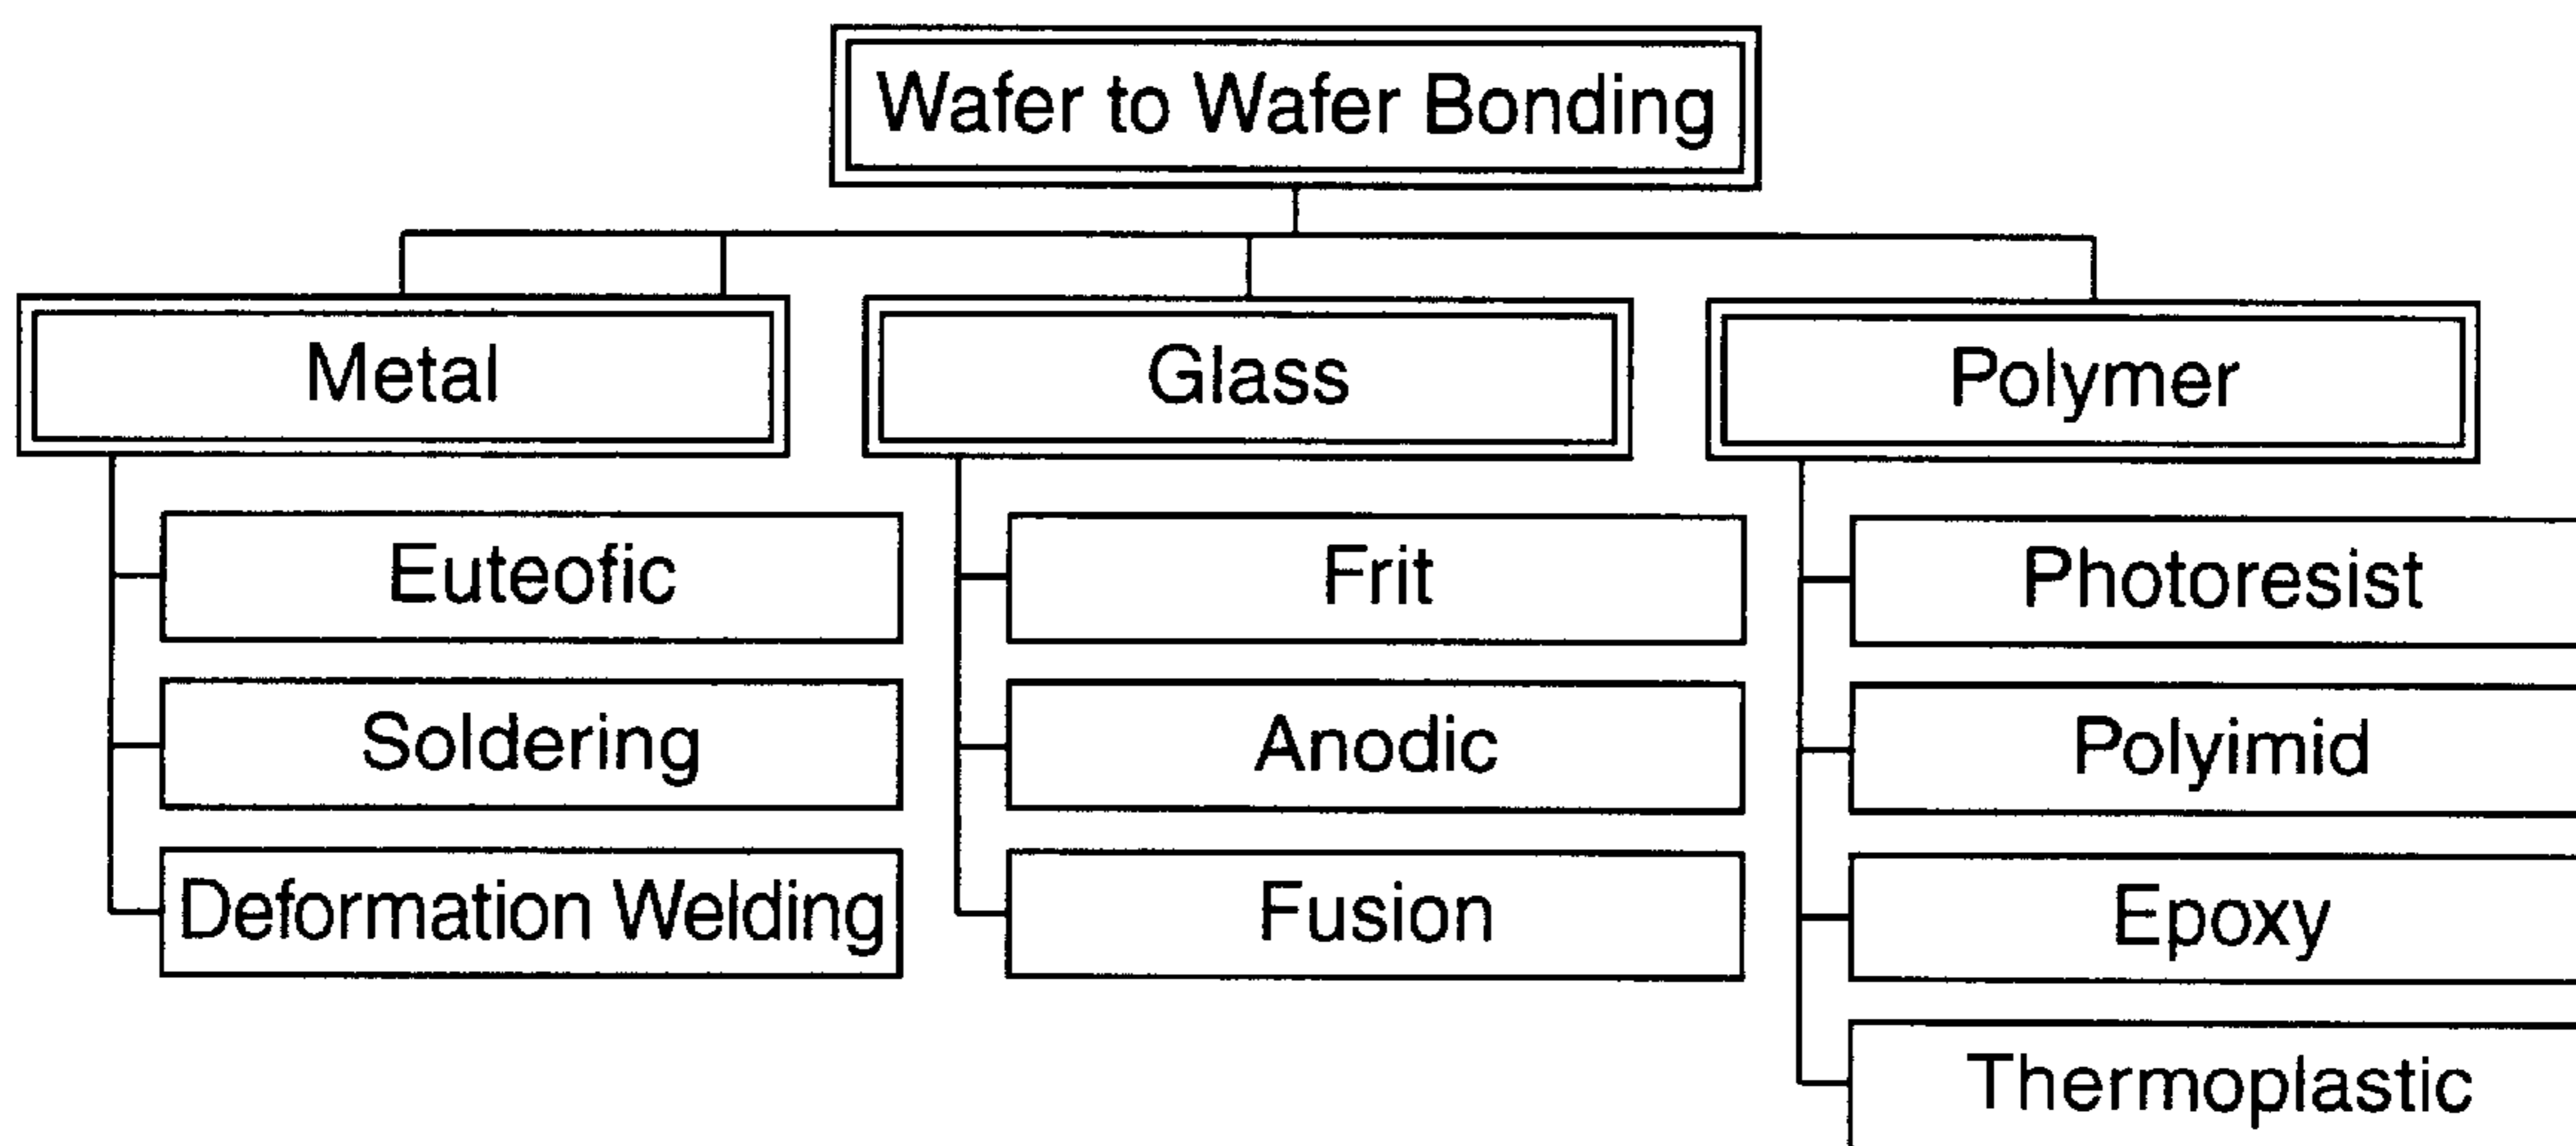 Wafer to Wafer Bonding
Metal
Glass
Polymer
Euteofic
Soldering
Deformation Welding
Frit
Anodic
Fusion
Photoresist
Polyimid
Epoxy
Thermoplastic